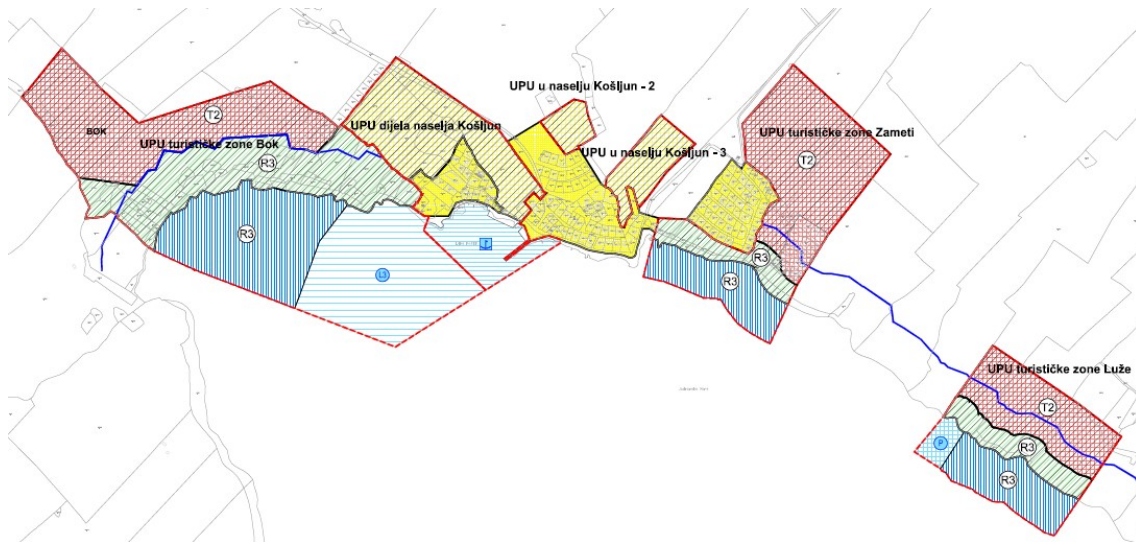 UPU u naselju Košljun - 2
T2
UPU dijela naselja Košljun
BOK
UPU turističke zone Bok
UPU turističke zone Zameti
UPU u naselju Košljun - 3
T2
R3
R3
L3
R3
R3
UPU turističke zone Luže
T2
P
R3
R3